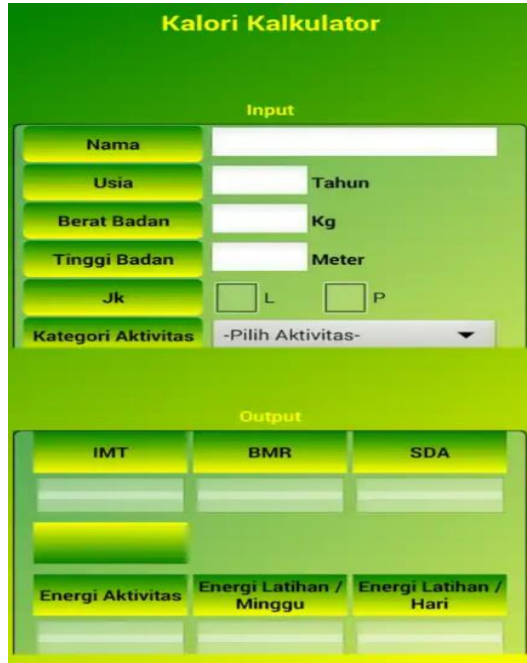 Kalori Kalkulator
Input
Nama
Usia Tahun
Berat Badan Kg
Tinggi Badan Meter
Jk L P
Kategori Aktivitas -Pilih Aktivitas-
Output
IMT BMR SDA
Energi Aktivitas Energi Latihan / Minggu Energi Latihan / Hari